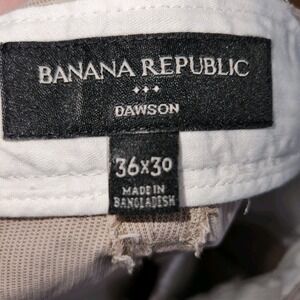 BANANA REPUBLIC
DAWSON
36x30
MADE IN
BANGLADESH